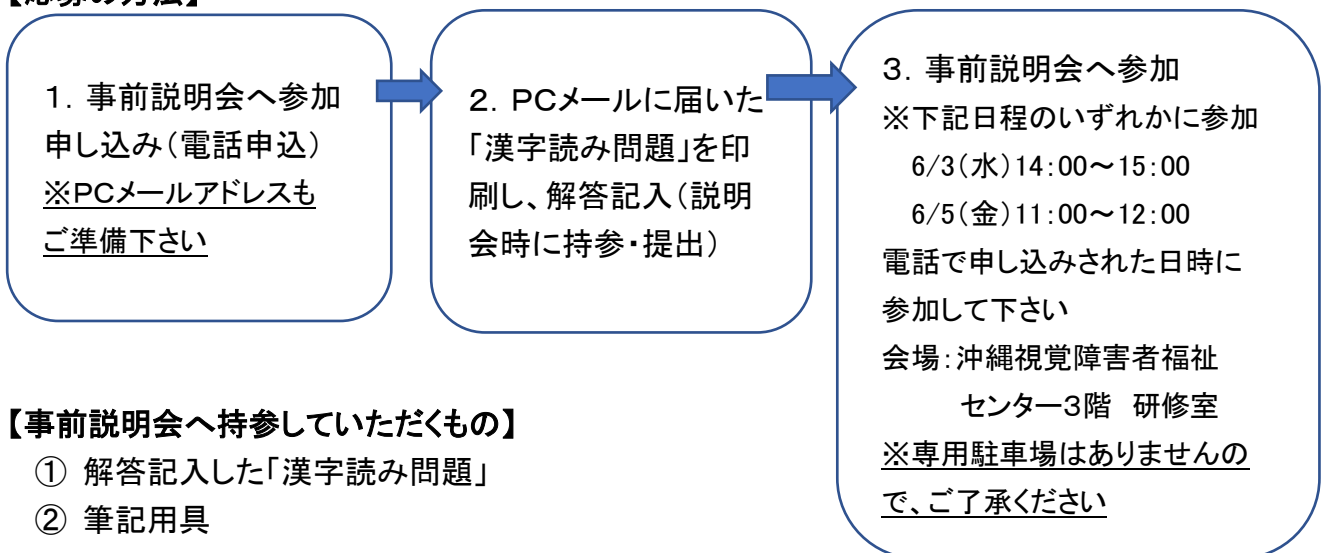 【応募の方法】
1. 事前説明会へ参加
申し込み(電話申込)
※PCメールアドレスも
ご準備下さい
2. PCメールに届いた
「漢字読み問題」を印
刷し、解答記入(説明
会時に持参・提出)
3. 事前説明会へ参加
※下記日程のいずれかに参加
6/3(水)14:00~15:00
6/5(金)11:00~12:00
電話で申し込みされた日時に
参加して下さい
会場:沖縄視覚障害者福祉
センター3階 研修室
※専用駐車場はありませんの
で、ご了承ください
【事前説明会へ持参していただくもの】
① 解答記入した「漢字読み問題」
② 筆記用具